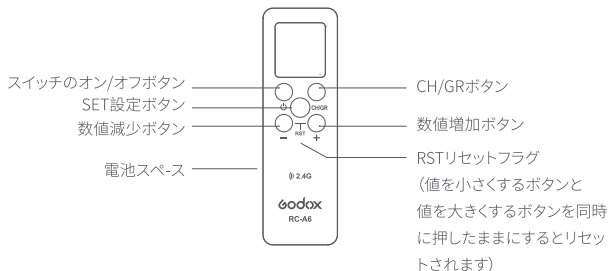 スイッチのオン/オフボタン
SET設定ボタン
数値減少ボタン
電池スペース
CH/GR
RST
2.4G
Godox
RC-A6
CH/GRボタン
数値増加ボタン
RSTリセットフラグ
（値を小さくするボタンと
値を大きくするボタンを同時
に押したままにするとリセッ
トされます）